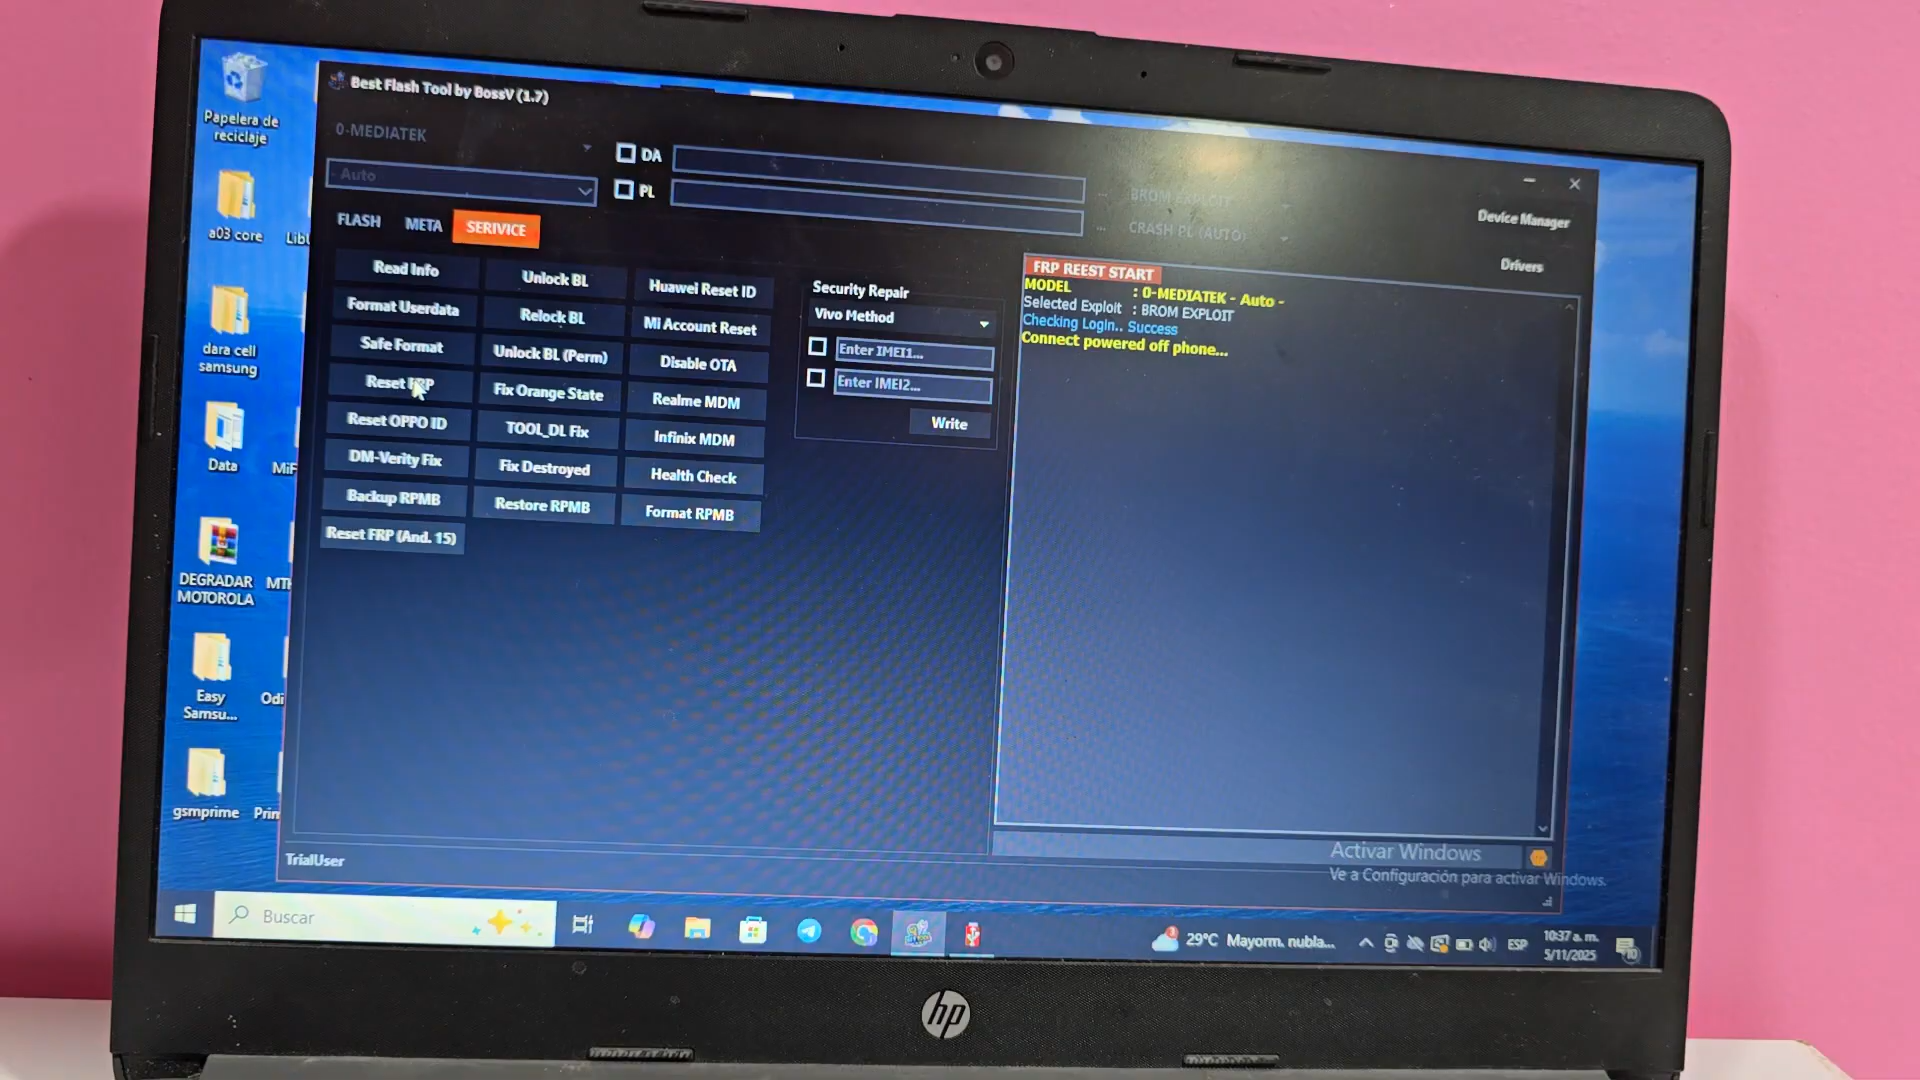 Best Flash Tool by BossV (1.7)
0-MEDIATEK
- Auto
DA
PL
BROM EXPLOIT
CRASH PL (AUTO)
Device Manager
Drivers
FLASH
META
SERIVICE
Read Info
Unlock BL
Huawei Reset ID
Format Userdata
Relock BL
Mi Account Reset
Safe Format
Unlock BL (Perm)
Disable OTA
Reset FRP
Fix Orange State
Realme MDM
Reset OPPO ID
TOOL_DL Fix
Infinix MDM
DM-Verity Fix
Fix Destroyed
Health Check
Backup RPMB
Restore RPMB
Format RPMB
Reset FRP (And. 15)
Security Repair
Vivo Method
Enter IMEI1...
Enter IMEI2...
Write
FRP REEST START
MODEL : 0-MEDIATEK - Auto -
Selected Exploit : BROM EXPLOIT
Checking Login.. Success
Connect powered off phone...
TrialUser
Activar Windows
Ve a Configuración para activar Windows.
Papelera de
reciclaje
a03 core
dara cell
samsung
Data
DEGRADAR
MOTOROLA
Easy
Samsu...
gsmprime
Buscar
29°C Mayorm. nubla...
ESP
10:37 a. m.
5/11/2025
hp